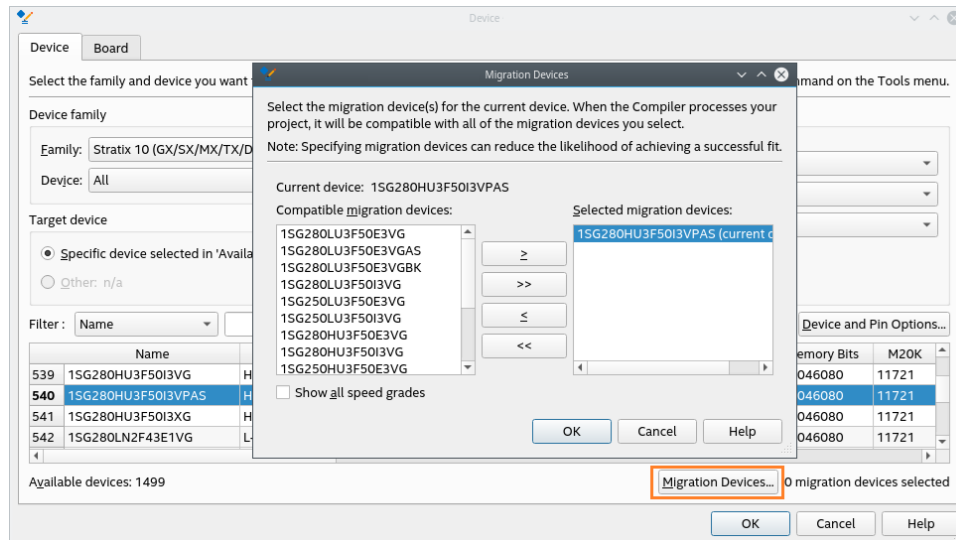 Device
Device Board
Select the family and device you want
mmand on the Tools menu.
Device family
Family: Stratix 10 (GX/SX/MX/TX/D
Device: All
Target device
Specific device selected in 'Availa
Other: n/a
Filter: Name
Device and Pin Options...
Name
emory Bits M20K
539 1SG280HU3F50I3VG H 046080 11721
540 1SG280HU3F50I3VPAS H 046080 11721
541 1SG280HU3F50I3XG H 046080 11721
542 1SG280LN2F43E1VG L- 046080 11721
Available devices: 1499
Migration Devices... 0 migration devices selected
OK Cancel Help
Migration Devices
Select the migration device(s) for the current device. When the Compiler processes your
project, it will be compatible with all of the migration devices you select.
Note: Specifying migration devices can reduce the likelihood of achieving a successful fit.
Current device: 1SG280HU3F50I3VPAS
Compatible migration devices:
1SG280LU3F50E3VG
1SG280LU3F50E3VGAS
1SG280LU3F50E3VGBK
1SG280LU3F50I3VG
1SG250LU3F50E3VG
1SG250LU3F50I3VG
1SG280HU3F50E3VG
1SG280HU3F50I3VG
1SG250HU3F50E3VG
>
>>
<
<<
Selected migration devices:
1SG280HU3F50I3VPAS (current d
Show all speed grades
OK Cancel Help